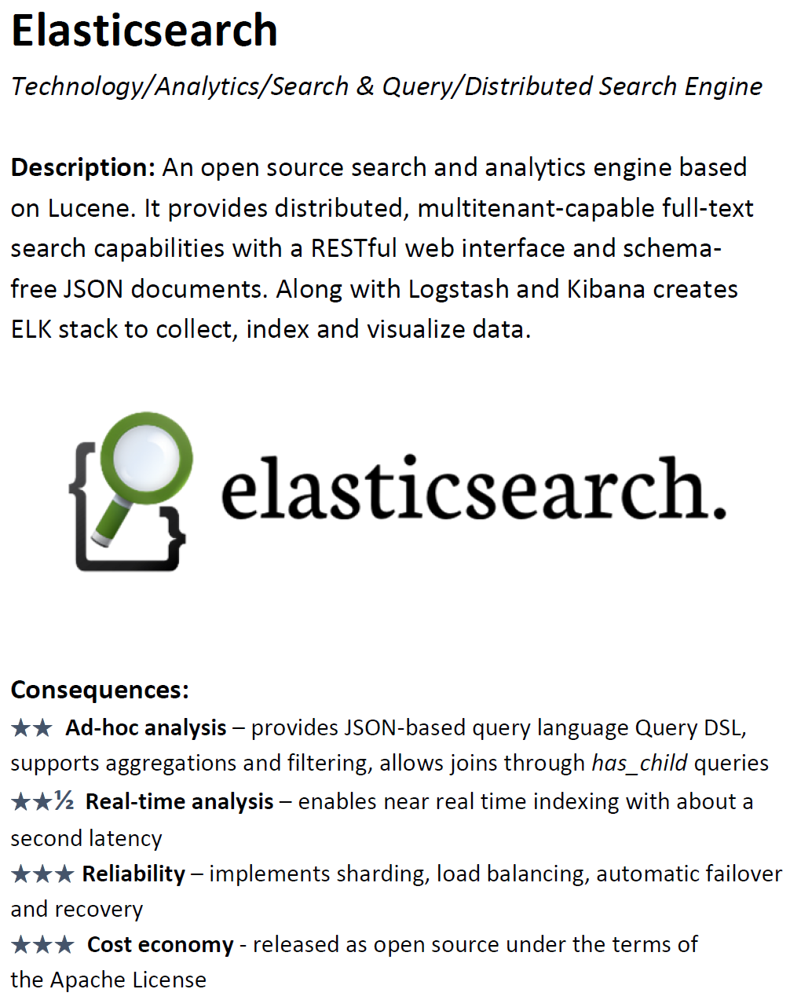 Elasticsearch
Technology/Analytics/Search & Query/Distributed Search Engine
Description: An open source search and analytics engine based
on Lucene. It provides distributed, multitenant-capable full-text
search capabilities with a RESTful web interface and schema-
free JSON documents. Along with Logstash and Kibana creates
ELK stack to collect, index and visualize data.
elasticsearch.
Consequences:
★★ Ad-hoc analysis – provides JSON-based query language Query DSL,
supports aggregations and filtering, allows joins through has_child queries
★★½ Real-time analysis – enables near real time indexing with about a
second latency
★★★ Reliability – implements sharding, load balancing, automatic failover
and recovery
★★★ Cost economy - released as open source under the terms of
the Apache License